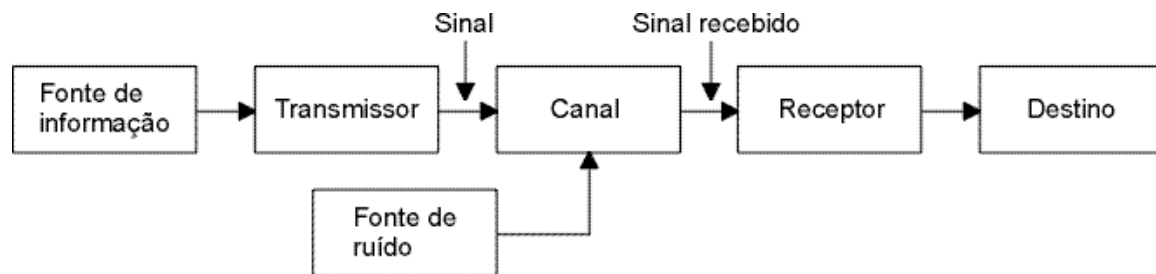 Sinal
Sinal recebido
Fonte de
informação
Transmissor
Canal
Receptor
Destino
Fonte de
ruído